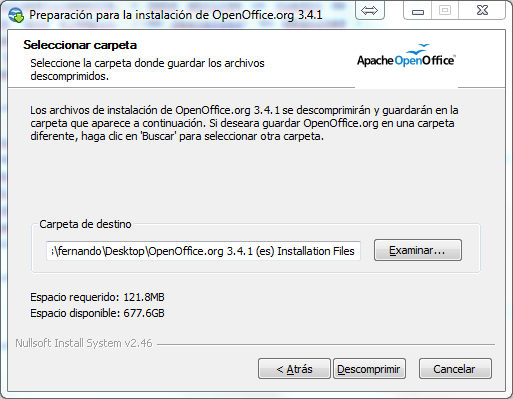 Preparación para la instalación de OpenOffice.org 3.4.1
Seleccionar carpeta
Seleccione la carpeta donde guardar los archivos
descomprimidos.
Apache OpenOffice™
Los archivos de instalación de OpenOffice.org 3.4.1 se descomprimirán y guardarán en la
carpeta que aparece a continuación. Si deseara guardar OpenOffice.org en una carpeta
diferente, haga clic en 'Buscar' para seleccionar otra carpeta.
Carpeta de destino
\fernando\Desktop\OpenOffice.org 3.4.1 (es) Installation Files
Examinar...
Espacio requerido: 121.8MB
Espacio disponible: 677.6GB
Nullsoft Install System v2.46
< Atrás
Descomprimir
Cancelar